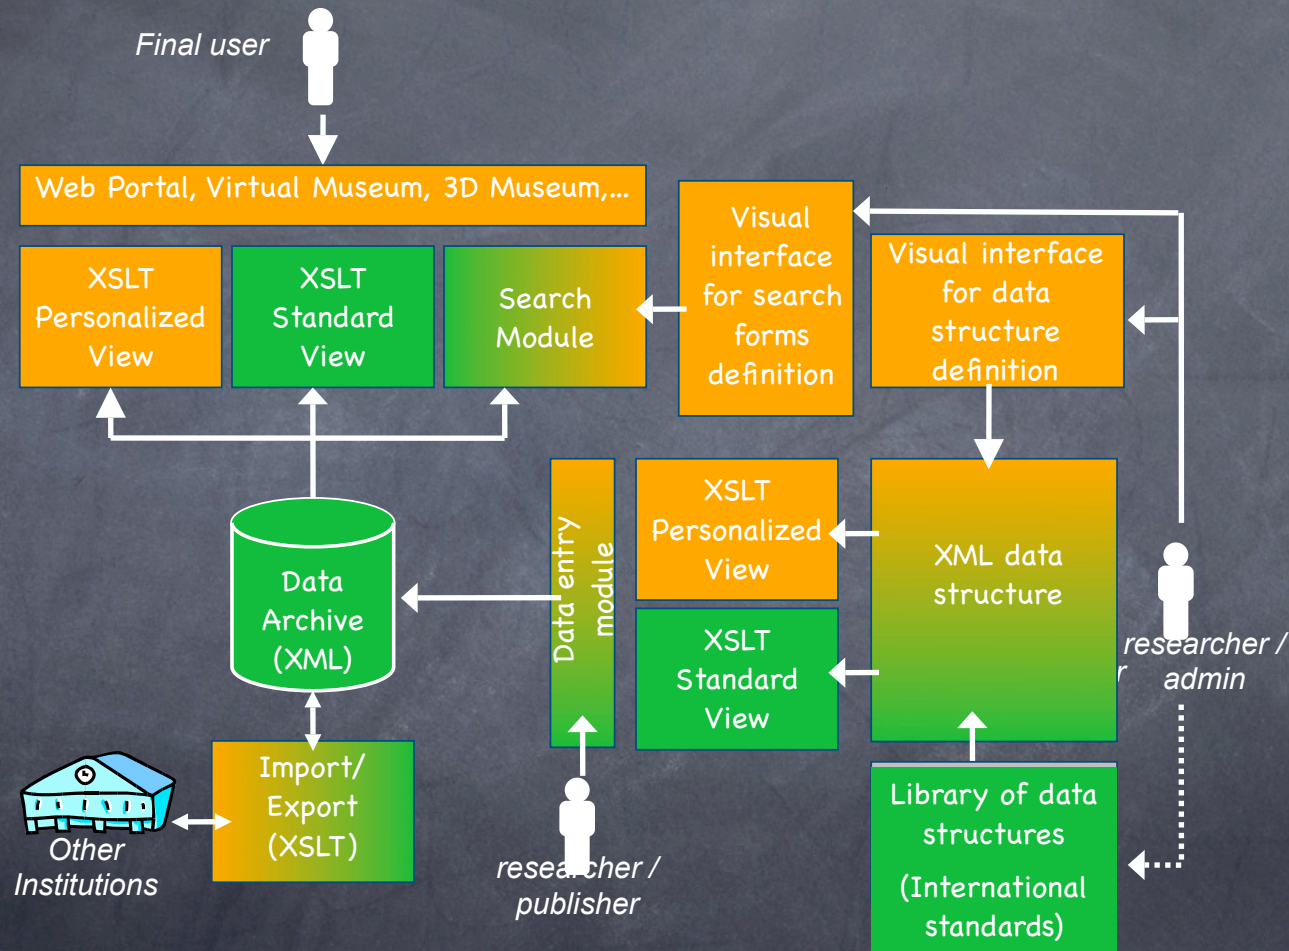 Final user
Web Portal, Virtual Museum, 3D Museum,...
XSLT
Personalized
View
XSLT
Standard
View
Search
Module
Visual
interface
for search
forms
definition
Visual interface
for data
structure
definition
Data entry
module
XSLT
Personalized
View
XML data
structure
Data
Archive
(XML)
XSLT
Standard
View
researcher /
admin
r
Import/
Export
(XSLT)
Other
Institutions
researcher /
publisher
Library of data
structures
(International
standards)